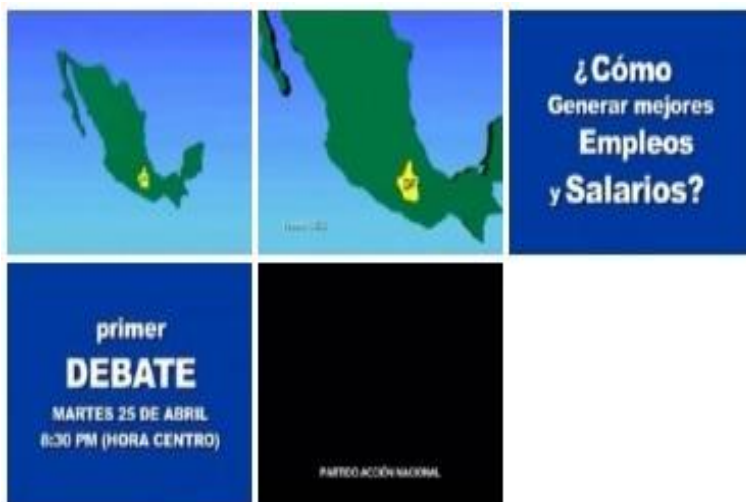 DF
¿Cómo
Generar mejores
Empleos
y Salarios?
primer
DEBATE
MARTES 25 DE ABRIL
8:30 PM (HORA CENTRO)
PARTIDO ACCIÓN NACIONAL